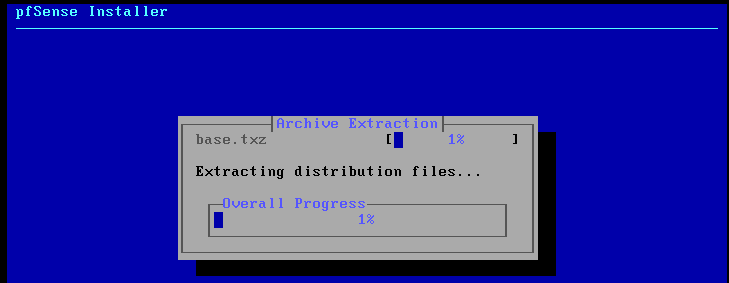 pfSense Installer
Archive Extraction
base.txz [ 1% ]
Extracting distribution files...
Overall Progress
1%